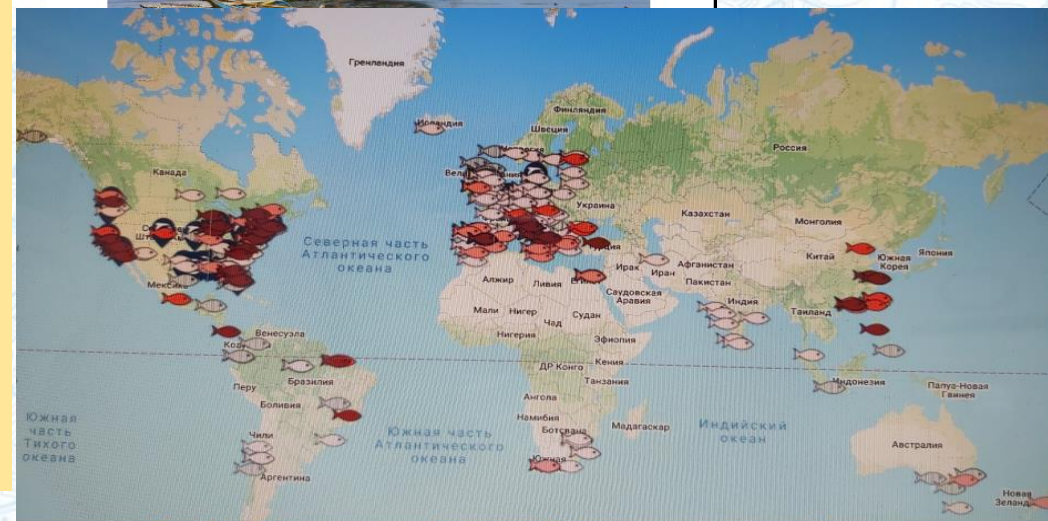 Гренландия
Финляндия
Швеция
Россия
Канада
Украина
Казахстан
Монголия
Северная часть
Атлантического
океана
Китай
Япония
Южная
Корея
Ирак
Иран
Афганистан
Пакистан
Мексика
Алжир
Ливия
Саудовская
Аравия
Индия
Таиланд
Мали
Нигер
Чад
Судан
Нигерия
Эфиопия
Венесуэла
ДР Конго
Кения
Танзания
Перу
Бразилия
Боливия
Ангола
Намибия
Ботсвана
Мадагаскар
Индонезия
Папуа-Новая
Гвинея
Южная
часть
Тихого
океана
Южная часть
Атлантического
океана
Индийский
океан
Чили
Аргентина
Австралия
Новая